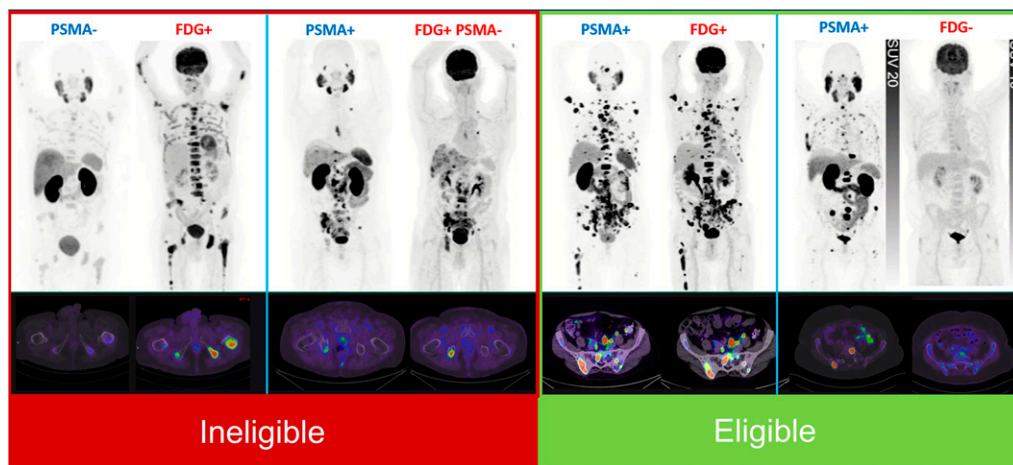 PSMA-
FDG+
PSMA+
FDG+ PSMA-
PSMA+
FDG+
PSMA+
FDG-
SUV 20
Ineligible
Eligible